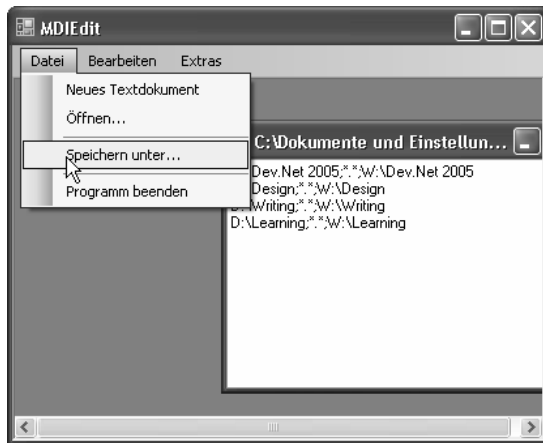 MDIEdit
Datei Bearbeiten Extras
Neues Textdokument
Öffnen...
Speichern unter...
Programm beenden
C:\Dokumente und Einstellun...
Dev.Net 2005;*.*;W:\Dev.Net 2005
Design;*.*;W:\Design
D:\Writing;*.*;W:\Writing
D:\Learning;*.*;W:\Learning